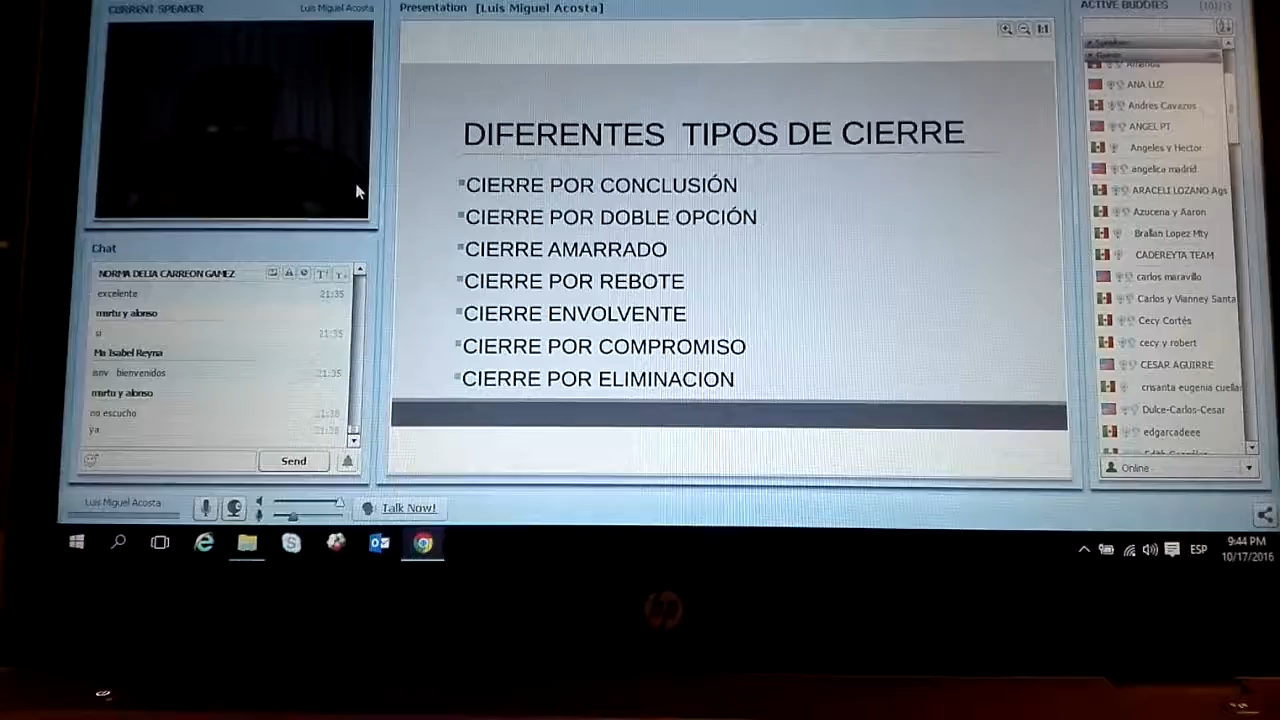 CURRENT SPEAKER
Luis Miguel Acosta
Presentation [Luis Miguel Acosta]
DIFERENTES TIPOS DE CIERRE
CIERRE POR CONCLUSIÓN
CIERRE POR DOBLE OPCIÓN
CIERRE AMARRADO
CIERRE POR REBOTE
CIERRE ENVOLVENTE
CIERRE POR COMPROMISO
CIERRE POR ELIMINACION
Chat
NORMA DELIA CARREON GAMEZ
excelente 21:35
martu y alonso
si 21:35
Ma Isabel Reyna
bienvenidos 21:35
martu y alonso
no escucho
ya
Send
Luis Miguel Acosta
Talk Now!
ACTIVE BUDDIES
ANA LUZ
Andres Cavazos
ANGEL PT
Angeles y Hector
angelica madrid
ARACELI LOZANO Ags
Azucena y Aaron
Brallan Lopez Mty
CADEREYTA TEAM
carlos maravillo
Carlos y Vianney Santa
Cecy Cortés
cecy y robert
CESAR AGUIRRE
crisanta eugenia cuellar
Dulce-Carlos-Cesar
edgarcadeee
Online
ESP
9:44 PM
10/17/2016
hp